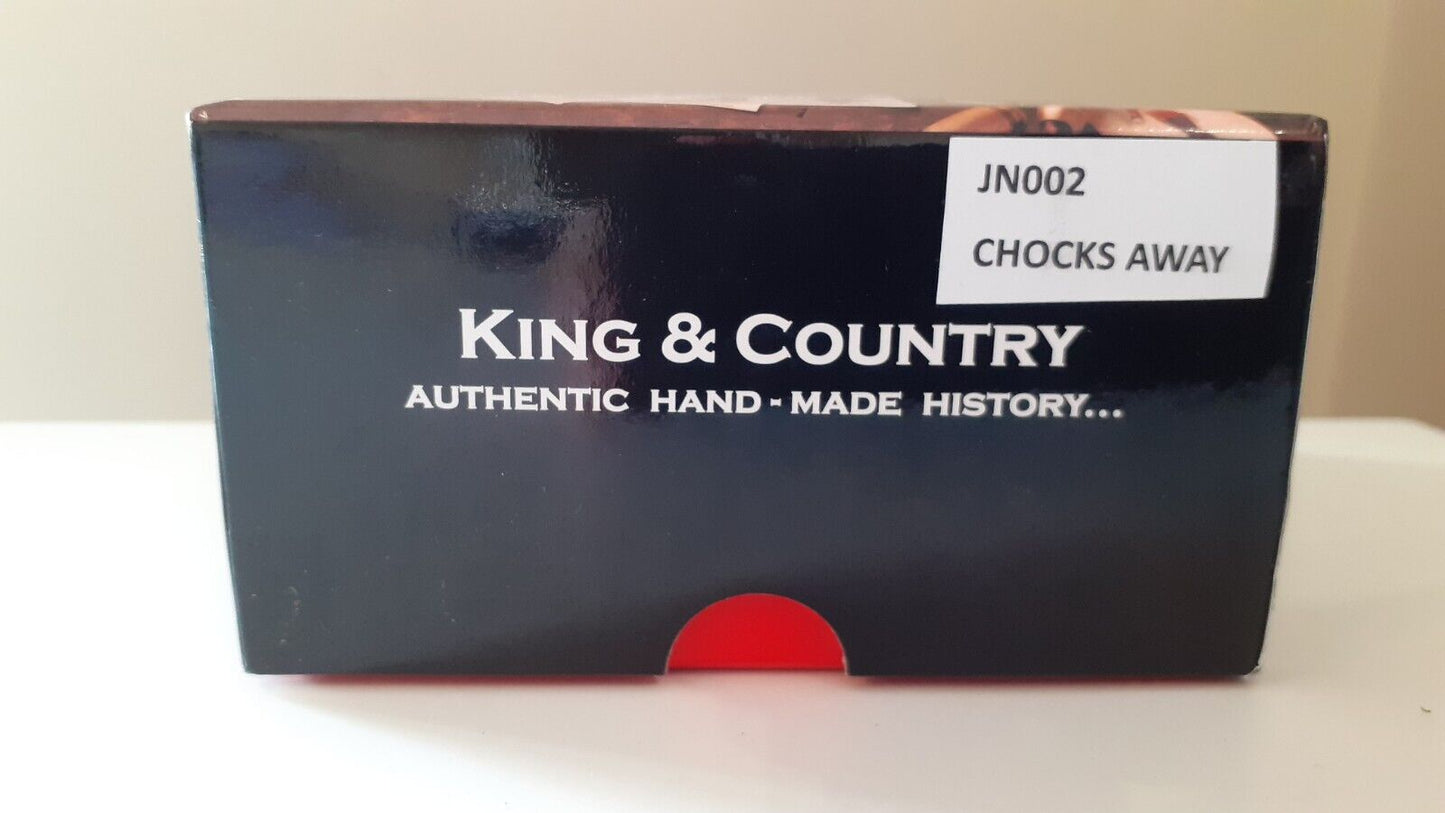 JN002
CHOCKS AWAY
KING & COUNTRY
AUTHENTIC HAND-MADE HISTORY...